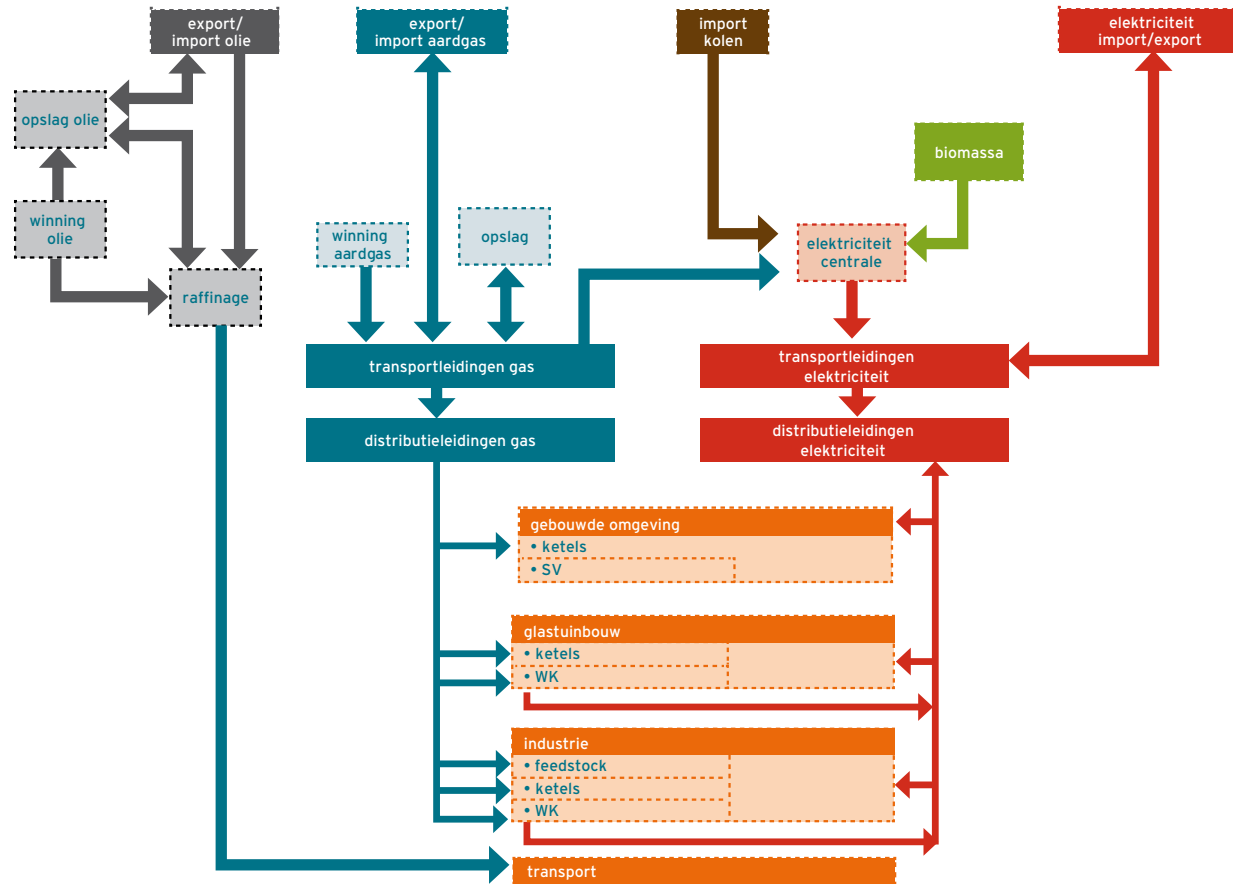 export/
import olie
export/
import aardgas
import
kolen
elektriciteit
import/export
opslag olie
biomassa
winning
olie
winning
aardgas
opslag
elektriciteit
centrale
raffinage
transportleidingen gas
transportleidingen
elektriciteit
distributieleidingen gas
distributieleidingen
elektriciteit
gebouwde omgeving
• ketels
• SV
glastuinbouw
• ketels
• WK
industrie
• feedstock
• ketels
• WK
transport